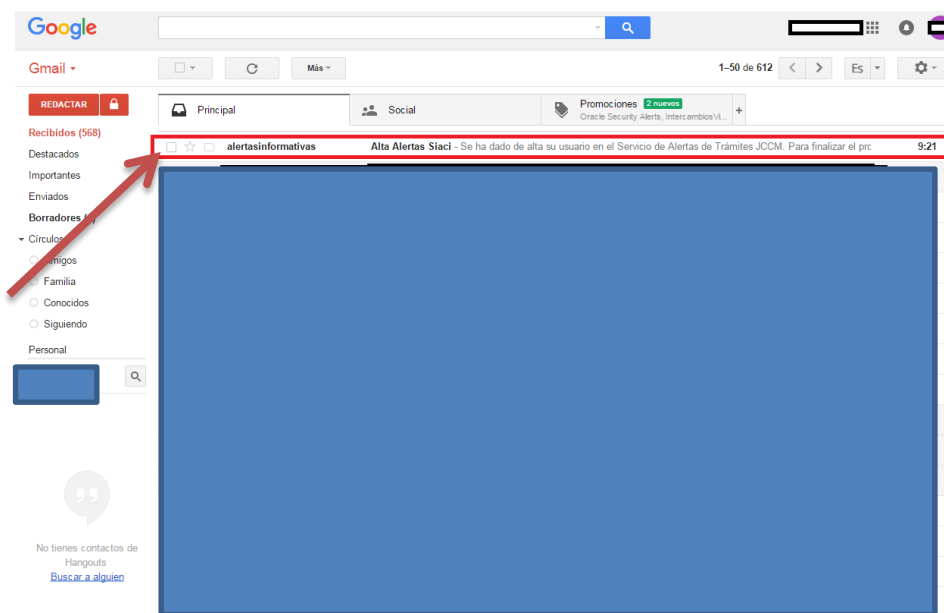 Google
Gmail
Más
1–50 de 612
Es
REDACTAR
Principal
Social
Promociones 2 nuevos
Oracle Security Alerts, Intercambios
Recibidos (568)
alertasinformativas Alta Alertas Siaci - Se ha dado de alta su usuario en el Servicio de Alertas de Trámites JCCM. Para finalizar el prc 9:21
Destacados
Importantes
Enviados
Borradores
Círculos
Amigos
Familia
Conocidos
Siguiendo
Personal
No tienes contactos de
Hangouts
Buscar a alguien